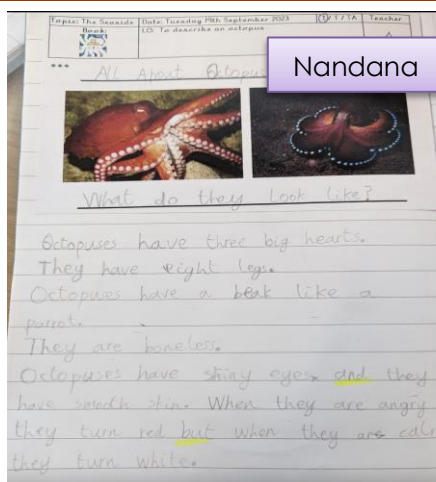 Topic: The Seaside Date: Tuesday 19th September 2023 I / T / TA Teacher
Book: LO: To describe an octopus
Nandana
All About Octopus
What do they look like?
Octopuses have three big hearts.
They have eight legs.
Octopuses have a beak like a
parrot.
They are boneless.
Octopuses have shiny eyes and they
have smooth skin. When they are angry
they turn red but when they are
they turn white.